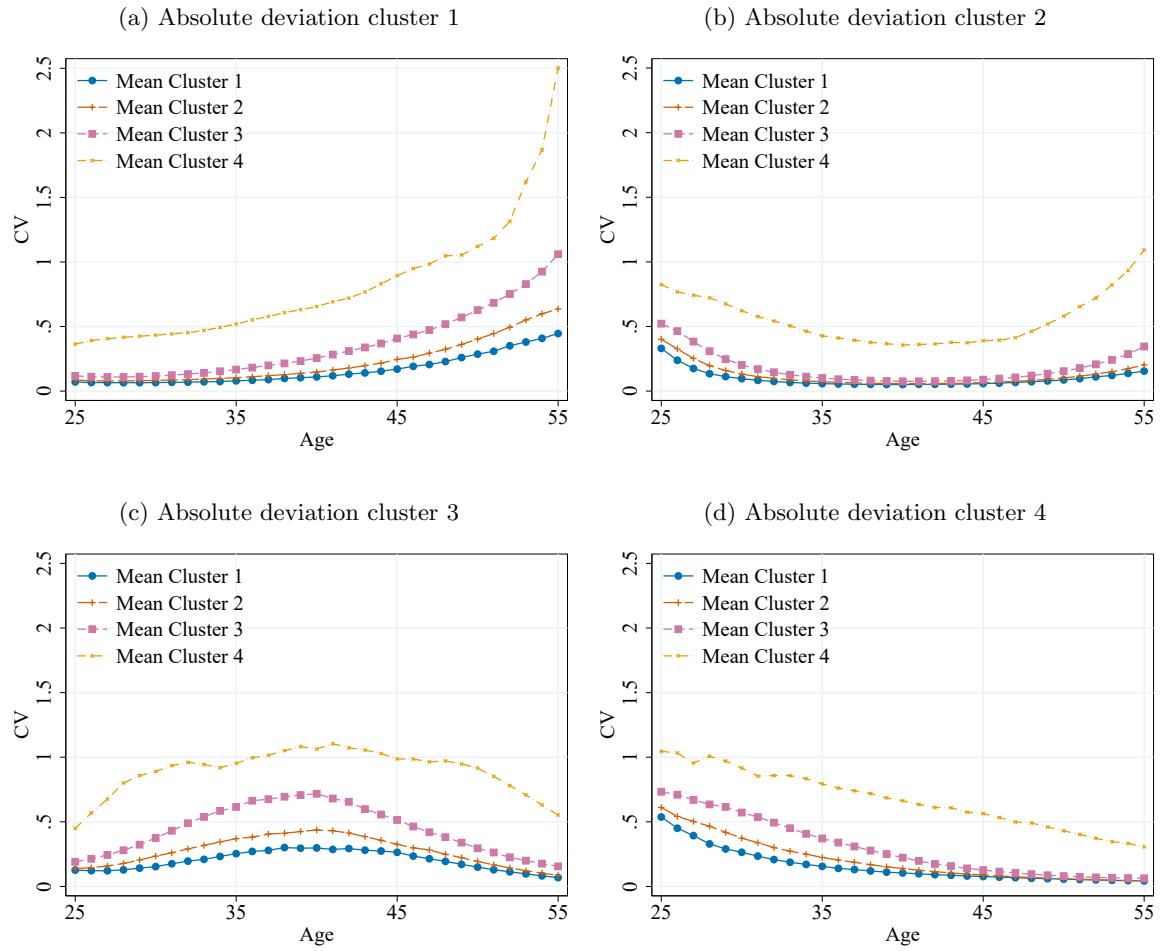 (a) Absolute deviation cluster 1
2.5
2
1.5
1
.5
0
CV
Mean Cluster 1
Mean Cluster 2
Mean Cluster 3
Mean Cluster 4
25 35 45 55
Age
(b) Absolute deviation cluster 2
2.5
2
1.5
1
.5
0
CV
Mean Cluster 1
Mean Cluster 2
Mean Cluster 3
Mean Cluster 4
25 35 45 55
Age
(c) Absolute deviation cluster 3
2.5
2
1.5
1
.5
0
CV
Mean Cluster 1
Mean Cluster 2
Mean Cluster 3
Mean Cluster 4
25 35 45 55
Age
(d) Absolute deviation cluster 4
2.5
2
1.5
1
.5
0
CV
Mean Cluster 1
Mean Cluster 2
Mean Cluster 3
Mean Cluster 4
25 35 45 55
Age